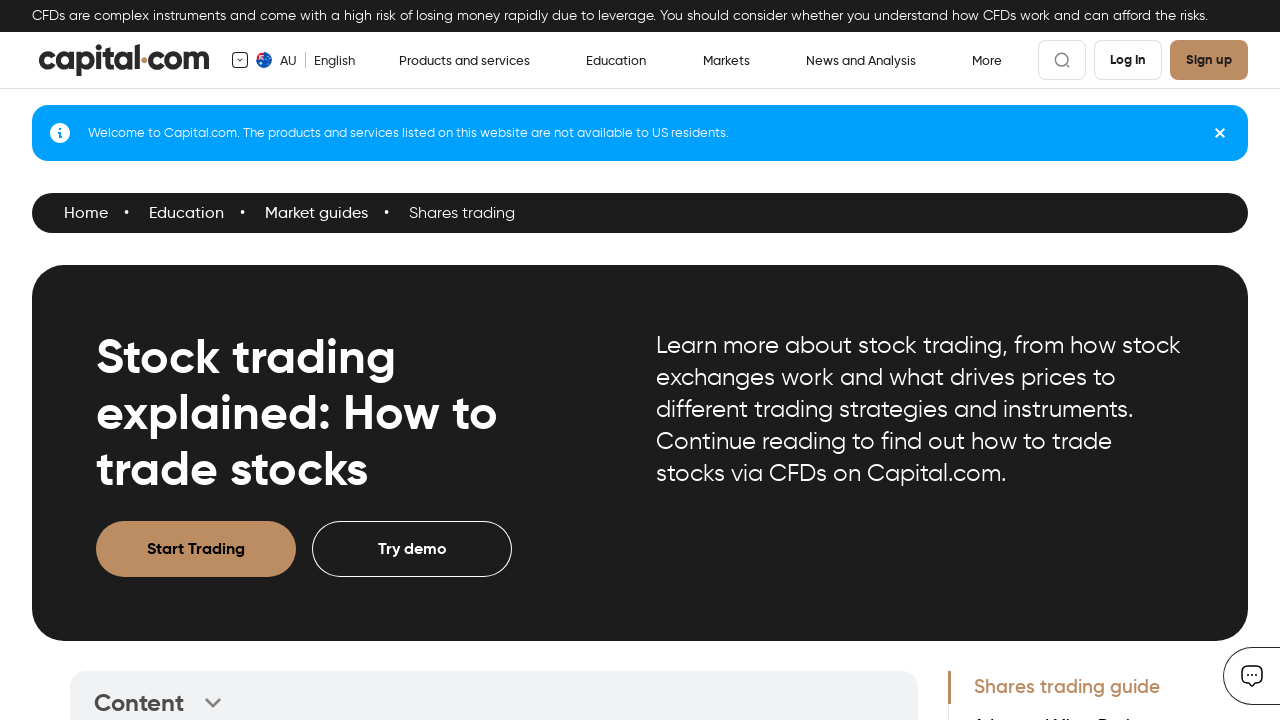 CFDs are complex instruments and come with a high risk of losing money rapidly due to leverage. You should consider whether you understand how CFDs work and can afford the risks.
capital.com
AU
English
Products and services
Education
Markets
News and Analysis
More
Log In
Sign up
Welcome to Capital.com. The products and services listed on this website are not available to US residents.
Home • Education • Market guides • Shares trading
Stock trading
explained: How to
trade stocks
Learn more about stock trading, from how stock
exchanges work and what drives prices to
different trading strategies and instruments.
Continue reading to find out how to trade
stocks via CFDs on Capital.com.
Start Trading
Try demo
Content
Shares trading guide